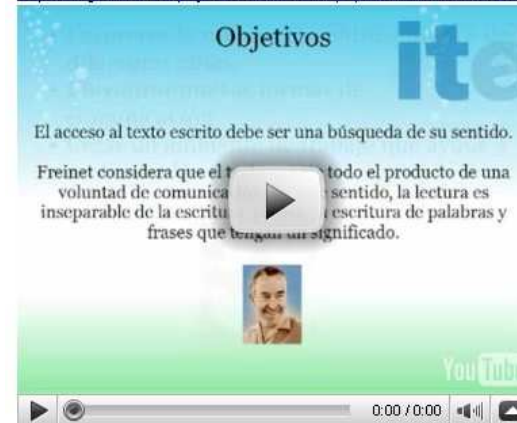 Objetivos
ite
El acceso al texto escrito debe ser una búsqueda de su sentido.
Freinet considera que el todo el producto de una
voluntad de comunica sentido, la lectura es
inseparable de la escritu escritura de palabras y
frases que tengan un significado.
YouTube
0:00 / 0:00